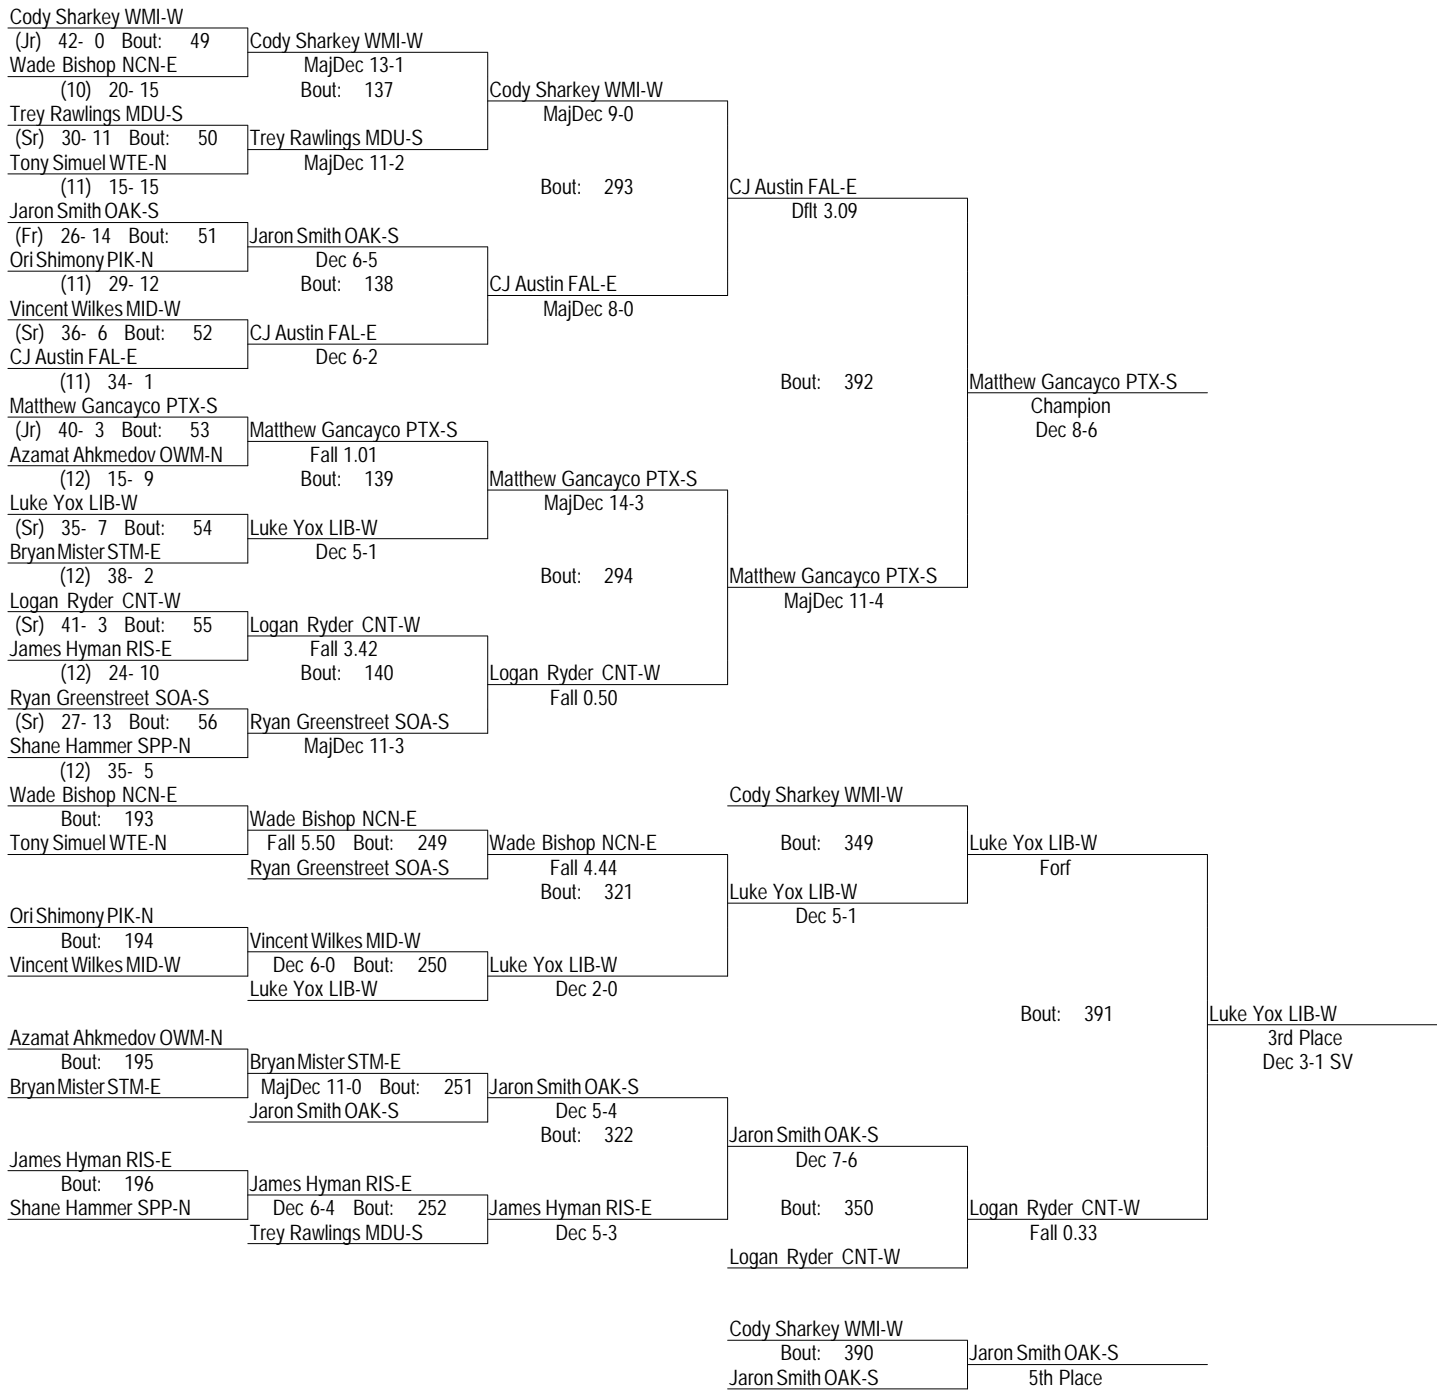 Cody Sharkey WMI-W
(Jr) 42- 0 Bout: 49 Cody Sharkey WMI-W
Wade Bishop NCN-E MajDec 13-1
(10) 20- 15 Bout: 137 Cody Sharkey WMI-W
Trey Rawlings MDU-S MajDec 9-0
(Sr) 30- 11 Bout: 50 Trey Rawlings MDU-S
Tony Simuel WTE-N MajDec 11-2
(11) 15- 15 Bout: 293 CJ Austin FAL-E
Jaron Smith OAK-S Dflt 3.09
(Fr) 26- 14 Bout: 51 Jaron Smith OAK-S
Ori Shimony PIK-N Dec 6-5
(11) 29- 12 Bout: 138 CJ Austin FAL-E
Vincent Wilkes MID-W MajDec 8-0
(Sr) 36- 6 Bout: 52 CJ Austin FAL-E
CJ Austin FAL-E Dec 6-2
(11) 34- 1 Bout: 392 Matthew Gancayco PTX-S
Matthew Gancayco PTX-S Champion
(Jr) 40- 3 Bout: 53 Matthew Gancayco PTX-S Dec 8-6
Azamat Ahkmedov OWM-N Fall 1.01
(12) 15- 9 Bout: 139 Matthew Gancayco PTX-S
Luke Yox LIB-W MajDec 14-3
(Sr) 35- 7 Bout: 54 Luke Yox LIB-W
Bryan Mister STM-E Dec 5-1
(12) 38- 2 Bout: 294 Matthew Gancayco PTX-S
Logan Ryder CNT-W MajDec 11-4
(Sr) 41- 3 Bout: 55 Logan Ryder CNT-W
James Hyman RIS-E Fall 3.42
(12) 24- 10 Bout: 140 Logan Ryder CNT-W
Ryan Greenstreet SOA-S Fall 0.50
(Sr) 27- 13 Bout: 56 Ryan Greenstreet SOA-S
Shane Hammer SPP-N MajDec 11-3
(12) 35- 5
Wade Bishop NCN-E Cody Sharkey WMI-W
Bout: 193 Wade Bishop NCN-E
Tony Simuel WTE-N Fall 5.50 Bout: 249 Wade Bishop NCN-E Bout: 349 Luke Yox LIB-W
Ryan Greenstreet SOA-S Fall 4.44 Forf
Bout: 321 Luke Yox LIB-W
Ori Shimony PIK-N Dec 5-1
Bout: 194 Vincent Wilkes MID-W
Vincent Wilkes MID-W Dec 6-0 Bout: 250 Luke Yox LIB-W
Luke Yox LIB-W Dec 2-0
Bout: 391 Luke Yox LIB-W
Azamat Ahkmedov OWM-N 3rd Place
Bout: 195 Bryan Mister STM-E Dec 3-1 SV
Bryan Mister STM-E MajDec 11-0 Bout: 251 Jaron Smith OAK-S
Jaron Smith OAK-S Dec 5-4
Bout: 322 Jaron Smith OAK-S
James Hyman RIS-E Dec 7-6
Bout: 196 James Hyman RIS-E
Shane Hammer SPP-N Dec 6-4 Bout: 252 James Hyman RIS-E Bout: 350 Logan Ryder CNT-W
Trey Rawlings MDU-S Dec 5-3 Fall 0.33
Logan Ryder CNT-W
Cody Sharkey WMI-W
Bout: 390 Jaron Smith OAK-S
Jaron Smith OAK-S 5th Place